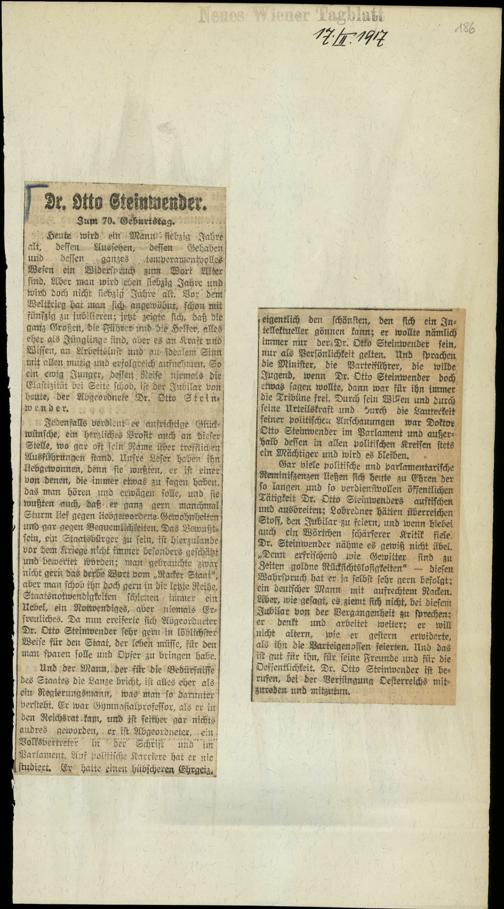 Neues Wiener Tagblatt
17./II. 1917
186
Dr. Otto Steinwender.
Zum 70. Geburtstag.
Heute wird ein Mann siebzig Jahre
alt, dessen Aussehen, dessen Gehaben
und dessen ganzes temperamentvolles
Wesen ein Widerspruch zum Wort Alter
sind. Aber man wird eben siebzig Jahre und
wird doch nicht siebzig Jahre alt. Vor dem
Weltkrieg hat man sich angewöhnt, schon mit
fünfzig zu jubilieren; jetzt zeigte sich, daß die
ganz Großen, die Führer und die Helfer, alles
eher als Jünglinge sind, aber es an Kraft und
Wissen, an Arbeitslust und an idealem Sinn
mit allen mutig und erfolgreich aufnehmen. So
ein ewig Junger, dessen Reife niemals die
Elastizität bei Seite schob, ist der Jubilar von
heute, der Abgeordnete Dr. Otto Stein-
wender.
Jedenfalls verdient er aufrichtige Glück-
wünsche, ein herzliches Prosit auch an dieser
Stelle, wo gar oft sein Name über trefflichen
Ausführungen stand. Unsre Leser haben ihn
liebgewonnen, denn sie wußten, er ist einer
von denen, die immer etwas zu sagen haben,
das man hören und erwägen solle, und sie
wußten auch, daß er ganz gern manchmal
Sturm lief gegen liebgewordene Gewohnheiten
und gar gegen Bequemlichkeiten. Das Bewußt-
sein, ein Staatsbürger zu sein, ist hierzulande
vor dem Kriege nicht immer besonders geschätzt
und bewertet worden; man gebrauchte zwar
nicht gern das derbe Wort vom „Racker Staat",
aber man schob ihn doch gern in die letzte Reihe.
Staatsnotwendigkeiten schienen immer ein
Uebel, ein Notwendiges, aber niemals Er-
freuliches. Da nun ereiferte sich Abgeordneter
Dr. Otto Steinwender sehr gern in löblichster
Weise für den Staat, der leben müsse, für den
man sparen solle und Opfer zu bringen habe.
Und der Mann, der für die Bedürfnisse
des Staates die Lanze bricht, ist alles eher als
ein Regierungsmann, was man so darunter
versteht. Er war Gymnasialprofessor, als er in
den Reichsrat kam, und ist seither gar nichts
andres geworden, er ist Abgeordneter, ein
Volksvertreter in der Schrift und im
Parlament. Auf politische Karriere hat er nie
studiert. Er hatte einen hübscheren Ehrgeiz,
eigentlich den schönsten, den sich ein In-
tellektueller gönnen kann; er wollte nämlich
immer nur der Dr. Otto Steinwender sein,
nur als Persönlichkeit gelten. Und sprachen
die Minister, die Parteiführer, die wilde
Jugend, wenn Dr. Otto Steinwender doch
etwas sagen wollte, dann war für ihn immer
die Tribüne frei. Durch sein Wissen und durch
seine Urteilskraft und durch die Lauterkeit
seiner politischen Anschauungen war Doktor
Otto Steinwender im Parlament und außer-
halb dessen in allen politischen Kreisen stets
ein Mächtiger und wird es bleiben.
Gar viele politische und parlamentarische
Reminiszenzen ließen sich heute zu Ehren der
so langen und so verdienstvollen öffentlichen
Tätigkeit Dr. Otto Steinwenders auffrischen
und ausbreiten; Lobredner hätten überreichen
Stoff, den Jubilar zu feiern, und wenn hiebei
auch ein Wörtchen schärferer Kritik fiele,
Dr. Steinwender nähme es gewiß nicht übel.
„Denn erfrischend wie Gewitter sind zu
Zeiten goldne Rücksichtslosigkeiten" — diesen
Wahrspruch hat er ja selbst sehr gern befolgt;
ein deutscher Mann mit aufrechtem Nacken.
Aber, wie gesagt, es ziemt sich nicht, bei diesem
Jubilar von der Vergangenheit zu sprechen;
er denkt und arbeitet weiter; er will
nicht altern, wie er gestern erwiderte,
als ihn die Parteigenossen feierten. Und das
ist gut für ihn, für seine Freunde und für die
Oeffentlichkeit. Dr. Otto Steinwender ist be-
rufen, bei der Verjüngung Oesterreichs mit-
zuraten und mitzutun.